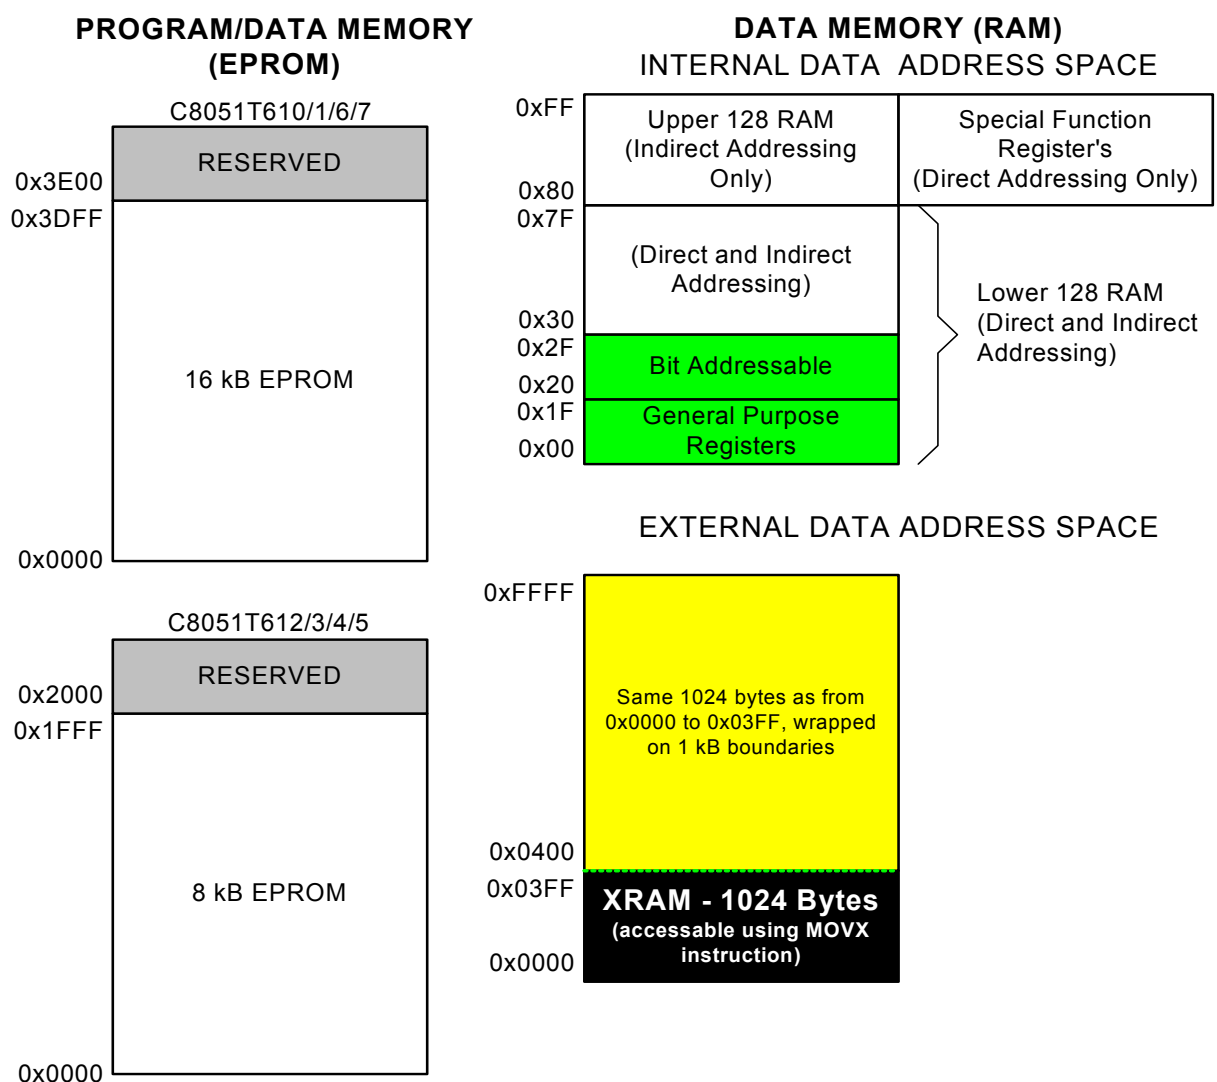 PROGRAM/DATA MEMORY
(EPROM)
C8051T610/1/6/7
RESERVED
0x3E00
0x3DFF
16 kB EPROM
0x0000
C8051T612/3/4/5
RESERVED
0x2000
0x1FFF
8 kB EPROM
0x0000
DATA MEMORY (RAM)
INTERNAL DATA ADDRESS SPACE
0xFF
Upper 128 RAM
(Indirect Addressing
Only)
Special Function
Register's
(Direct Addressing Only)
0x80
0x7F
(Direct and Indirect
Addressing)
Lower 128 RAM
(Direct and Indirect
Addressing)
0x30
0x2F
Bit Addressable
0x20
0x1F
General Purpose
Registers
0x00
EXTERNAL DATA ADDRESS SPACE
0xFFFF
Same 1024 bytes as from
0x0000 to 0x03FF, wrapped
on 1 kB boundaries
0x0400
0x03FF
XRAM - 1024 Bytes
(accessable using MOVX
instruction)
0x0000